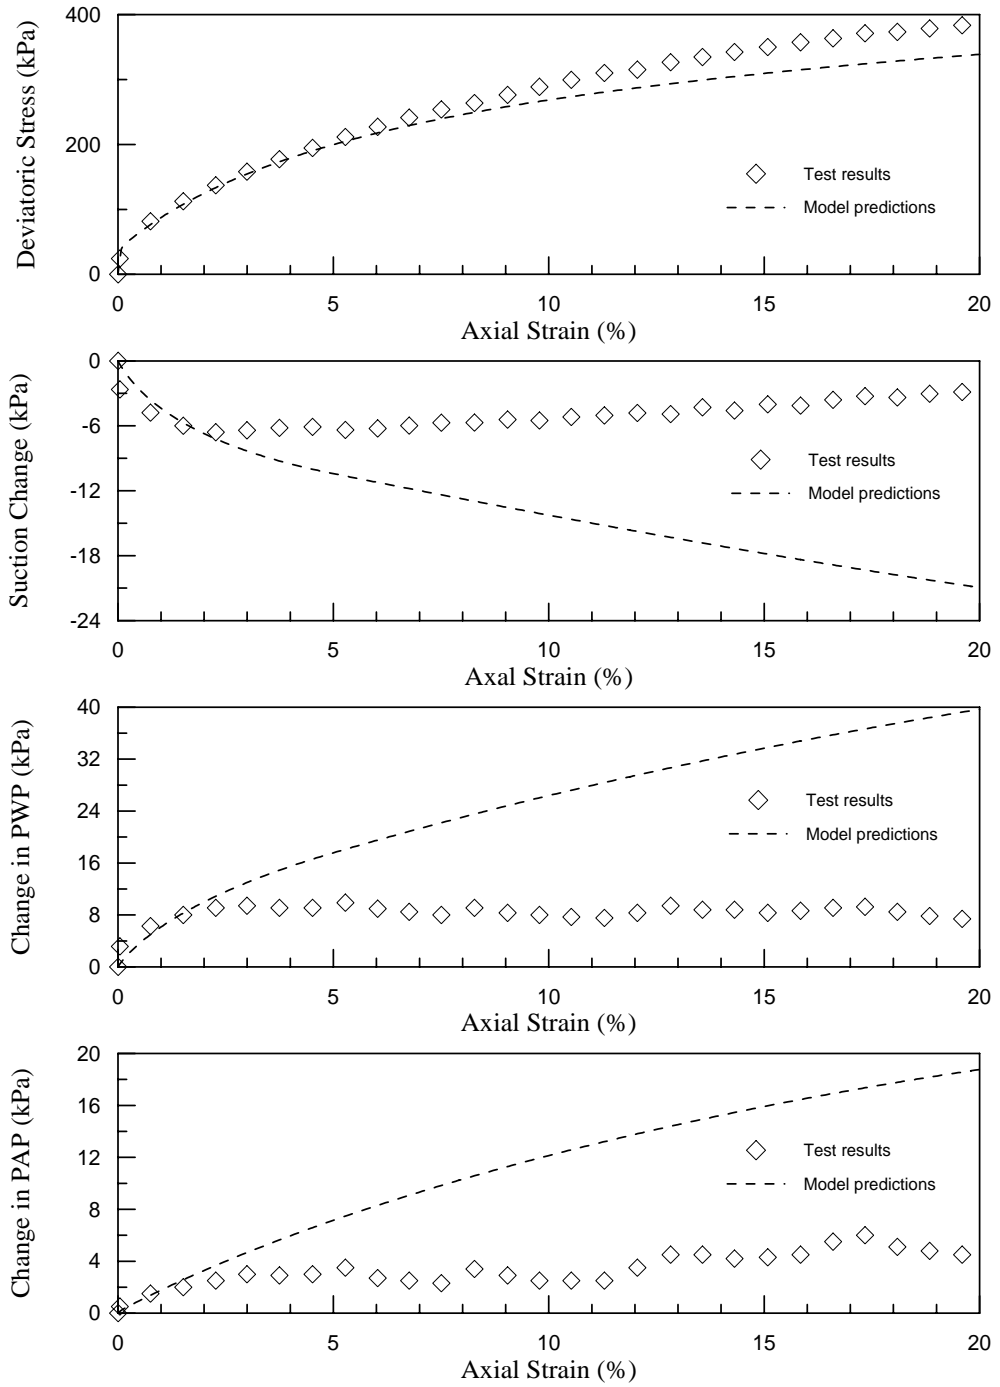 400
200
0
Deviatoric Stress (kPa)
Test results
Model predictions
0 5 10 15 20
Axial Strain (%)
0
-6
-12
-18
-24
Suction Change (kPa)
Test results
Model predictions
0 5 10 15 20
Axal Strain (%)
40
32
24
16
8
0
Change in PWP (kPa)
Test results
Model predictions
0 5 10 15 20
Axial Strain (%)
20
16
12
8
4
0
Change in PAP (kPa)
Test results
Model predictions
0 5 10 15 20
Axial Strain (%)